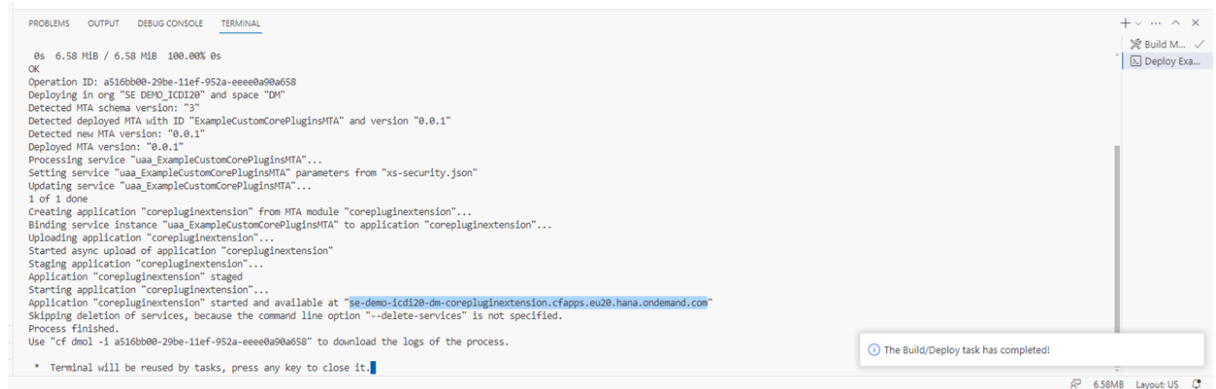 PROBLEMS OUTPUT DEBUG CONSOLE TERMINAL
Build M...
Deploy Exa...
0s 6.58 MiB / 6.58 MiB 100.00% 0s
OK
Operation ID: a516bb00-29be-11ef-952a-eeee0a90a658
Deploying in org "SE DEMO_ICDI20" and space "DM"
Detected MTA schema version: "3"
Detected deployed MTA with ID "ExampleCustomCorePluginsMTA" and version "0.0.1"
Detected new MTA version: "0.0.1"
Deployed MTA version: "0.0.1"
Processing service "uaa_ExampleCustomCorePluginsMTA"...
Setting service "uaa_ExampleCustomCorePluginsMTA" parameters from "xs-security.json"
Updating service "uaa_ExampleCustomCorePluginsMTA"...
1 of 1 done
Creating application "corepluginextension" from MTA module "corepluginextension"...
Binding service instance "uaa_ExampleCustomCorePluginsMTA" to application "corepluginextension"...
Uploading application "corepluginextension"...
Started async upload of application "corepluginextension"
Staging application "corepluginextension"...
Application "corepluginextension" staged
Starting application "corepluginextension"...
Application "corepluginextension" started and available at "se-demo-icdi20-dm-corepluginextension.cfapps.eu20.hana.ondemand.com"
Skipping deletion of services, because the command line option "--delete-services" is not specified.
Process finished.
Use "cf dmol -i a516bb00-29be-11ef-952a-eeee0a90a658" to download the logs of the process.
* Terminal will be reused by tasks, press any key to close it.
The Build/Deploy task has completed!
6.58MB Layout: US